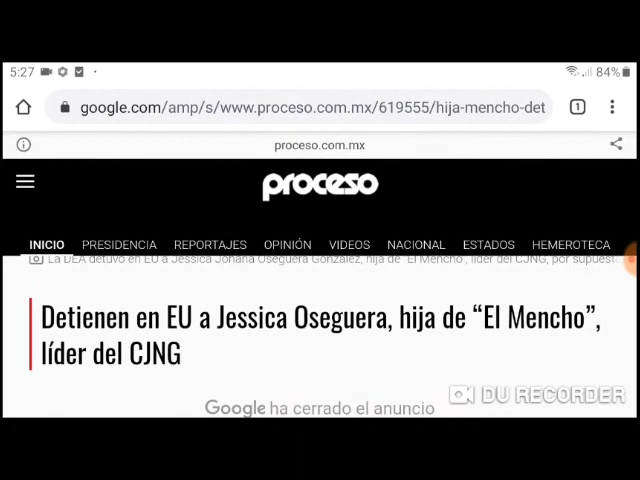 5:27
84%
google.com/amp/s/www.proceso.com.mx/619555/hija-mencho-det
1
proceso.com.mx
proceso
INICIO PRESIDENCIA REPORTAJES OPINIÓN VIDEOS NACIONAL ESTADOS HEMEROTECA
La DEA detuvo en EU a Jessica Johana Oseguera González, hija de "El Mencho", líder del CJNG, por supuest
Detienen en EU a Jessica Oseguera, hija de “El Mencho”,
líder del CJNG
Google ha cerrado el anuncio
DU RECORDER